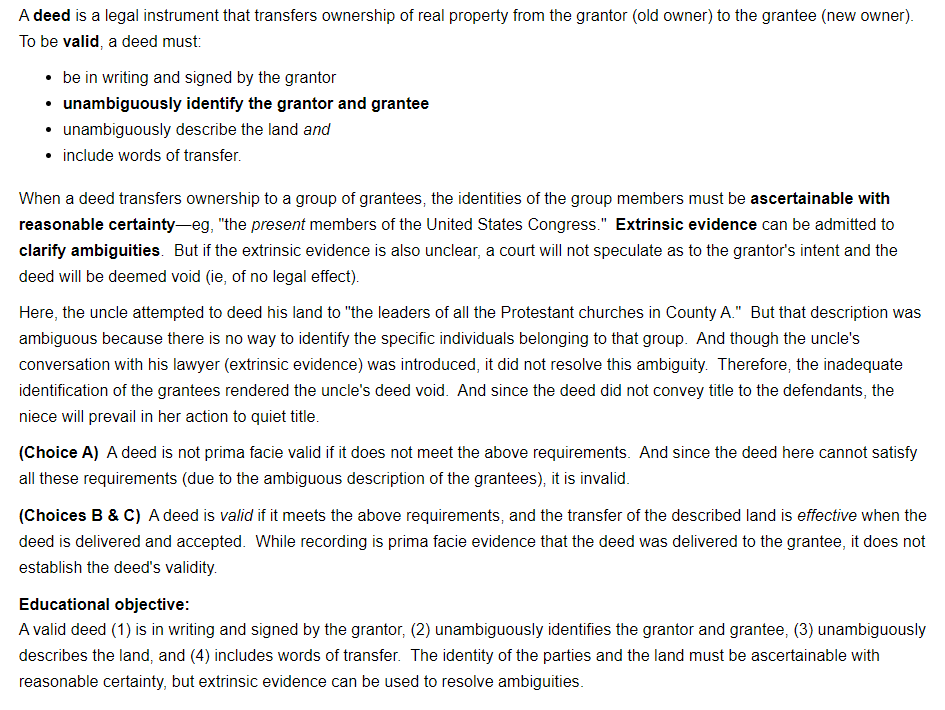 A deed is a legal instrument that transfers ownership of real property from the grantor (old owner) to the grantee (new owner).
To be valid, a deed must:
• be in writing and signed by the grantor
• unambiguously identify the grantor and grantee
• unambiguously describe the land and
• include words of transfer.
When a deed transfers ownership to a group of grantees, the identities of the group members must be ascertainable with
reasonable certainty—eg, "the present members of the United States Congress."  Extrinsic evidence can be admitted to
clarify ambiguities.  But if the extrinsic evidence is also unclear, a court will not speculate as to the grantor's intent and the
deed will be deemed void (ie, of no legal effect).
Here, the uncle attempted to deed his land to "the leaders of all the Protestant churches in County A."  But that description was
ambiguous because there is no way to identify the specific individuals belonging to that group.  And though the uncle's
conversation with his lawyer (extrinsic evidence) was introduced, it did not resolve this ambiguity.  Therefore, the inadequate
identification of the grantees rendered the uncle's deed void.  And since the deed did not convey title to the defendants, the
niece will prevail in her action to quiet title.
(Choice A)  A deed is not prima facie valid if it does not meet the above requirements.  And since the deed here cannot satisfy
all these requirements (due to the ambiguous description of the grantees), it is invalid.
(Choices B & C)  A deed is valid if it meets the above requirements, and the transfer of the described land is effective when the
deed is delivered and accepted.  While recording is prima facie evidence that the deed was delivered to the grantee, it does not
establish the deed's validity.
Educational objective:
A valid deed (1) is in writing and signed by the grantor, (2) unambiguously identifies the grantor and grantee, (3) unambiguously
describes the land, and (4) includes words of transfer.  The identity of the parties and the land must be ascertainable with
reasonable certainty, but extrinsic evidence can be used to resolve ambiguities.